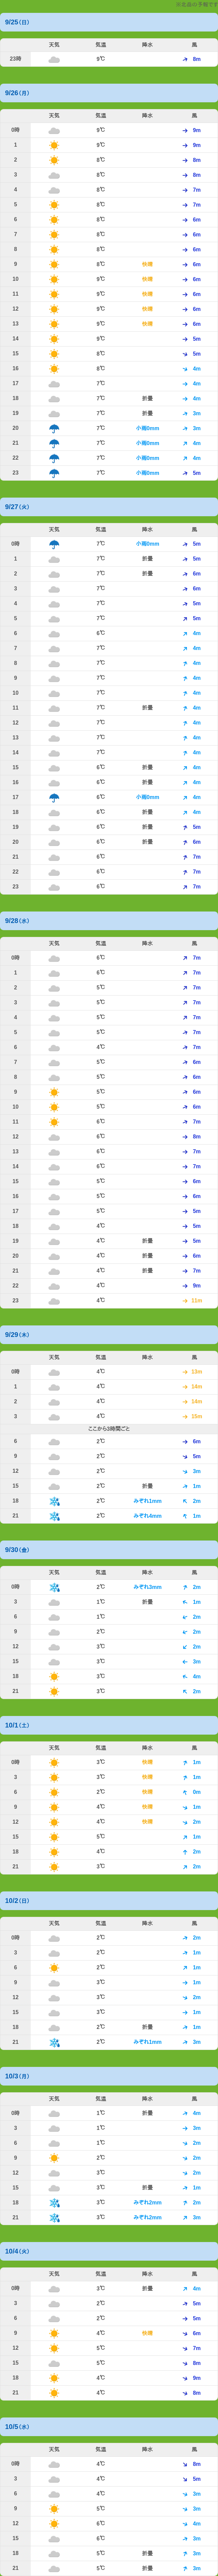 9/25(日)
天気 気温 降水 風
23時 9℃ 8m
9/26(月)
天気 気温 降水 風
0時 9℃ 9m
1 9℃ 9m
2 8℃ 8m
3 8℃ 8m
4 8℃ 7m
5 8℃ 7m
6 8℃ 6m
7 8℃ 6m
8 8℃ 6m
9 8℃ 快晴 6m
10 9℃ 快晴 6m
11 9℃ 快晴 6m
12 9℃ 快晴 6m
13 9℃ 快晴 6m
14 9℃ 5m
15 8℃ 5m
16 8℃ 4m
17 7℃ 4m
18 7℃ 折曇 4m
19 7℃ 折曇 3m
20 7℃ 小雨0mm 3m
21 7℃ 小雨0mm 4m
22 7℃ 小雨0mm 4m
23 7℃ 小雨0mm 5m
9/27(火)
天気 気温 降水 風
0時 7℃ 小雨0mm 5m
1 7℃ 折曇 5m
2 7℃ 折曇 6m
3 7℃ 6m
4 7℃ 5m
5 7℃ 5m
6 6℃ 4m
7 7℃ 4m
8 7℃ 4m
9 7℃ 4m
10 7℃ 4m
11 7℃ 折曇 4m
12 7℃ 4m
13 7℃ 4m
14 7℃ 4m
15 6℃ 折曇 4m
16 6℃ 折曇 4m
17 6℃ 小雨0mm 4m
18 6℃ 折曇 4m
19 6℃ 折曇 5m
20 6℃ 折曇 6m
21 6℃ 7m
22 6℃ 7m
23 6℃ 7m
9/28(水)
天気 気温 降水 風
0時 6℃ 7m
1 6℃ 7m
2 5℃ 7m
3 5℃ 7m
4 5℃ 7m
5 5℃ 7m
6 4℃ 7m
7 5℃ 6m
8 5℃ 6m
9 5℃ 6m
10 5℃ 6m
11 6℃ 7m
12 6℃ 8m
13 6℃ 7m
14 6℃ 7m
15 5℃ 6m
16 5℃ 6m
17 5℃ 5m
18 4℃ 5m
19 4℃ 折曇 5m
20 4℃ 折曇 6m
21 4℃ 折曇 7m
22 4℃ 9m
23 4℃ 11m
9/29(木)
天気 気温 降水 風
0時 4℃ 13m
1 4℃ 14m
2 4℃ 14m
3 4℃ 15m
ここから3時間ごと
6 2℃ 6m
9 2℃ 5m
12 2℃ 3m
15 2℃ 折曇 1m
18 2℃ みぞれ1mm 2m
21 2℃ みぞれ4mm 1m
9/30(金)
天気 気温 降水 風
0時 2℃ みぞれ3mm 2m
3 1℃ 折曇 1m
6 1℃ 2m
9 2℃ 2m
12 3℃ 2m
15 3℃ 3m
18 3℃ 4m
21 3℃ 2m
10/1(土)
天気 気温 降水 風
0時 3℃ 快晴 1m
3 3℃ 快晴 1m
6 2℃ 快晴 0m
9 4℃ 快晴 1m
12 4℃ 快晴 2m
15 5℃ 1m
18 4℃ 2m
21 3℃ 2m
10/2(日)
天気 気温 降水 風
0時 2℃ 2m
3 2℃ 1m
6 2℃ 1m
9 3℃ 1m
12 3℃ 2m
15 3℃ 1m
18 2℃ 折曇 1m
21 2℃ みぞれ1mm 3m
10/3(月)
天気 気温 降水 風
0時 1℃ 折曇 4m
3 1℃ 3m
6 1℃ 2m
9 2℃ 2m
12 3℃ 2m
15 3℃ 折曇 1m
18 3℃ みぞれ2mm 2m
21 3℃ みぞれ2mm 3m
10/4(火)
天気 気温 降水 風
0時 3℃ 折曇 4m
3 2℃ 5m
6 2℃ 5m
9 4℃ 快晴 6m
12 5℃ 7m
15 5℃ 8m
18 4℃ 9m
21 4℃ 8m
10/5(水)
天気 気温 降水 風
0時 4℃ 8m
3 4℃ 5m
6 4℃ 3m
9 5℃ 3m
12 6℃ 4m
15 6℃ 3m
18 5℃ 折曇 3m
21 5℃ 折曇 3m